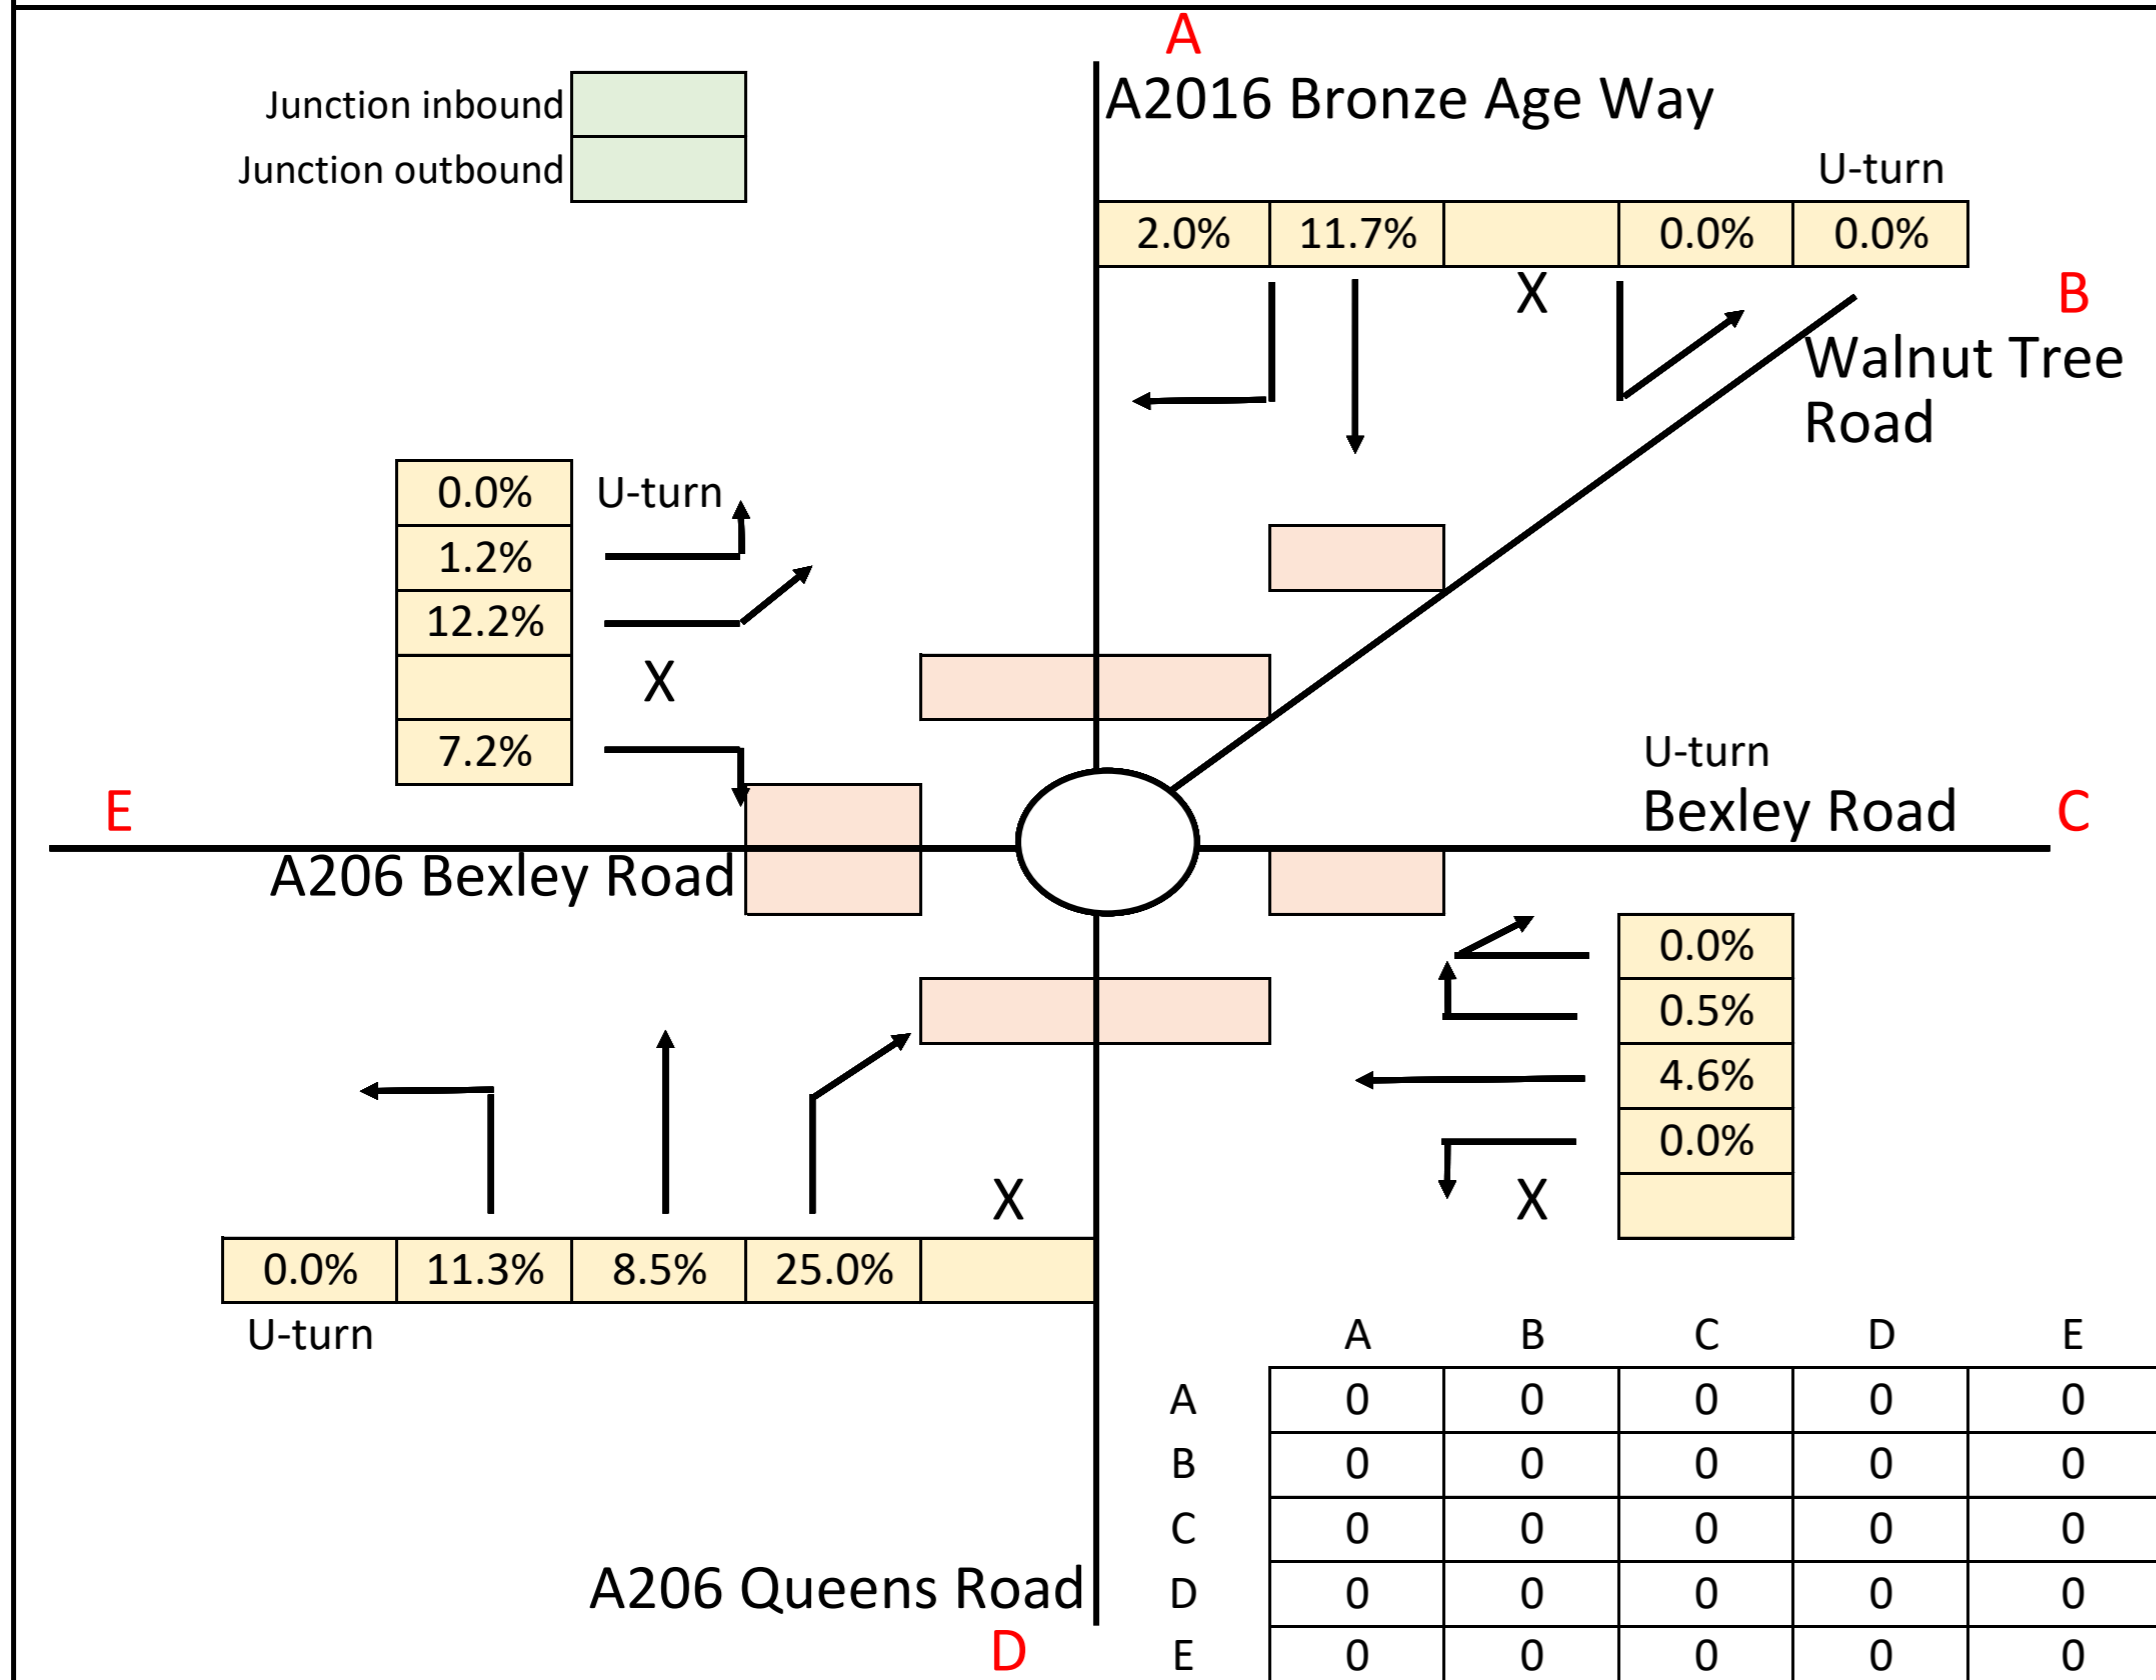 A
A2016 Bronze Age Way
Junction inbound
Junction outbound
U-turn
2.0% 11.7% 0.0% 0.0%
X
B
Walnut Tree
Road
0.0% U-turn
1.2%
12.2%
X
7.2%
U-turn
E
Bexley Road C
A206 Bexley Road
0.0%
0.5%
4.6%
0.0%
X X
0.0% 11.3% 8.5% 25.0%
U-turn
A B C D E
A 0 0 0 0 0
B 0 0 0 0 0
C 0 0 0 0 0
A206 Queens Road
D 0 0 0 0 0
D
E 0 0 0 0 0